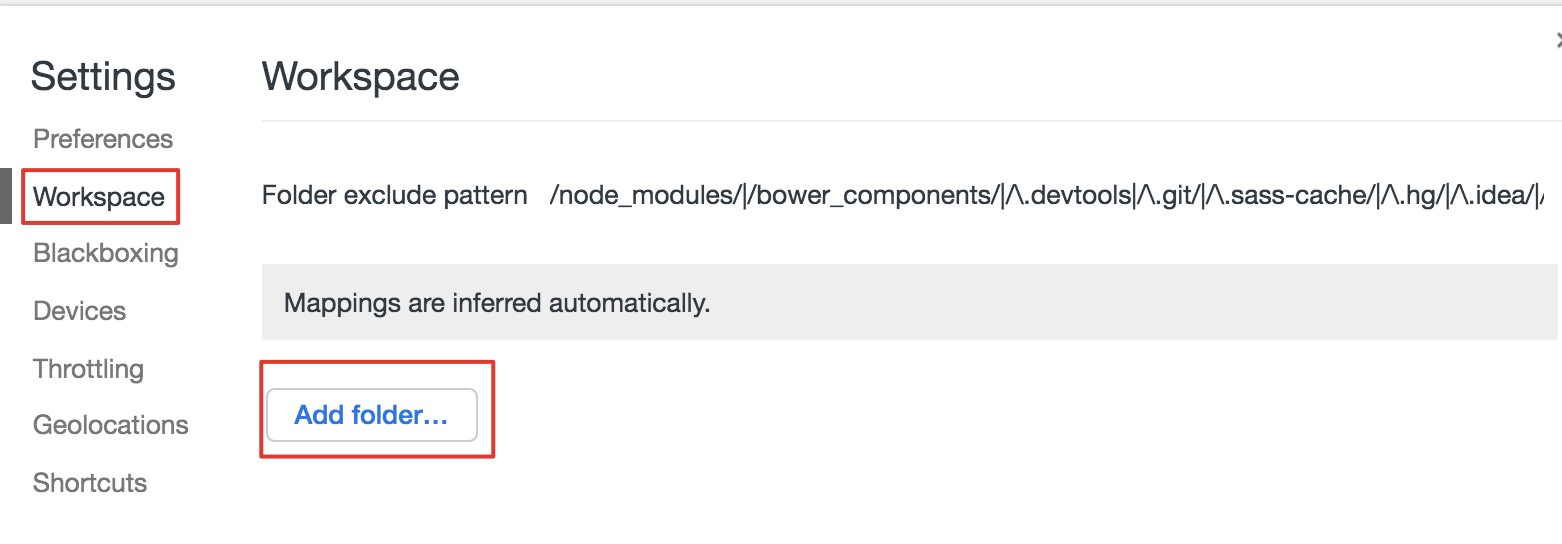 Settings
Preferences
Workspace
Blackboxing
Devices
Throttling
Geolocations
Shortcuts
Workspace
Folder exclude pattern /node_modules/|/bower_components/|/\.devtools|/\.git/|/\.sass-cache/|/\.hg/|/\.idea/|/
Mappings are inferred automatically.
Add folder…